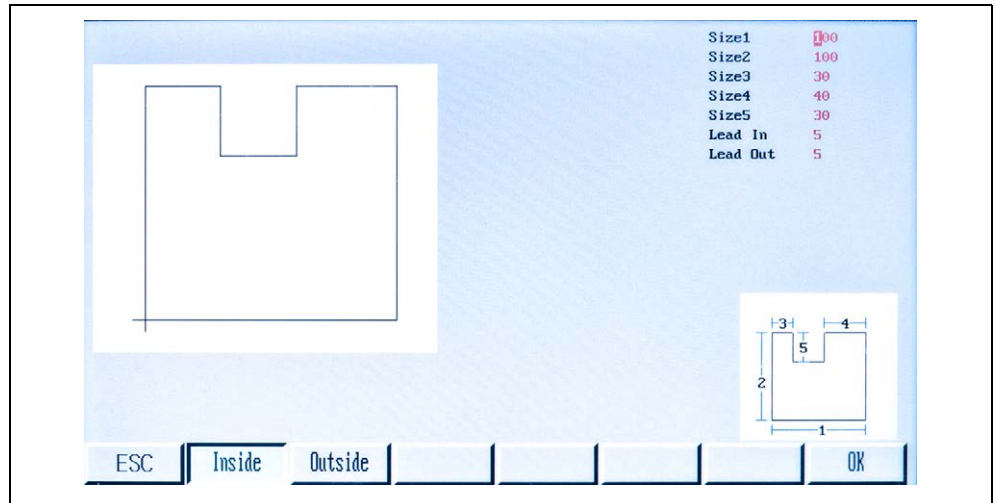 Size1 100
Size2 100
Size3 30
Size4 40
Size5 30
Lead In 5
Lead Out 5
3 4
5
2
1
ESC Inside Outside OK